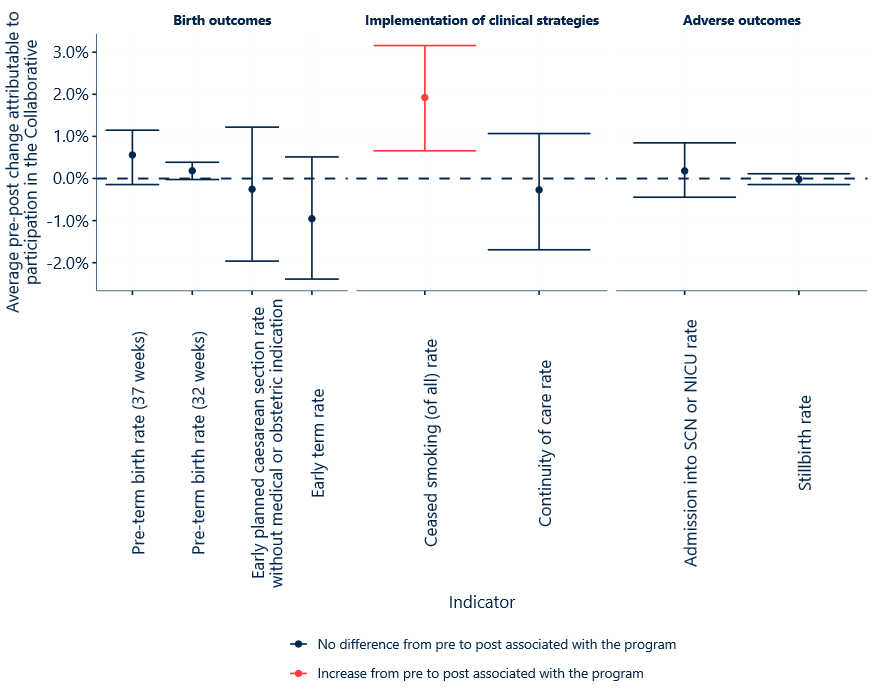 Birth outcomes
Implementation of clinical strategies
Adverse outcomes
Average pre-post change attributable to
participation in the Collaborative
3.0%
2.0%
1.0%
0.0%
-1.0%
-2.0%
Pre-term birth rate (37 weeks)
Pre-term birth rate (32 weeks)
Early planned caesarean section rate
without medical or obstetric indication
Early term rate
Ceased smoking (of all) rate
Continuity of care rate
Admission into SCN or NICU rate
Stillbirth rate
Indicator
No difference from pre to post associated with the program
Increase from pre to post associated with the program